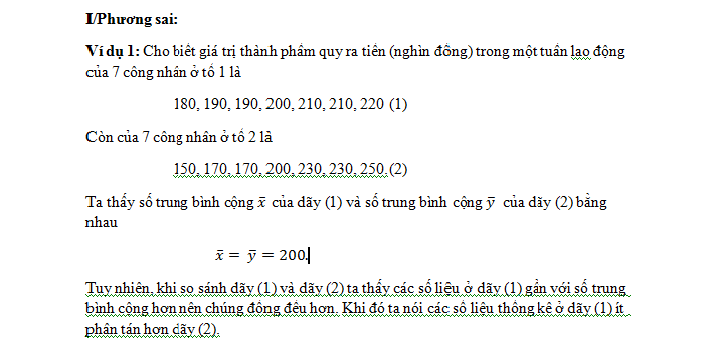 I/Phương sai:
Ví dụ 1: Cho biết giá trị thành phẩm quy ra tiền (nghìn đồng) trong một tuần lao động
của 7 công nhân ở tổ 1 là
180, 190, 190, 200, 210, 210, 220 (1)
Còn của 7 công nhân ở tổ 2 là
150, 170, 170, 200, 230, 230, 250.(2)
Ta thấy số trung bình cộng x̄ của dãy (1) và số trung bình cộng ȳ của dãy (2) bằng
nhau
x̄ = ȳ = 200.
Tuy nhiên, khi so sánh dãy (1) và dãy (2) ta thấy các số liệu ở dãy (1) gần với số trung
bình cộng hơn nên chúng đồng đều hơn. Khi đó ta nói các số liệu thống kê ở dãy (1) ít
phân tán hơn dãy (2).